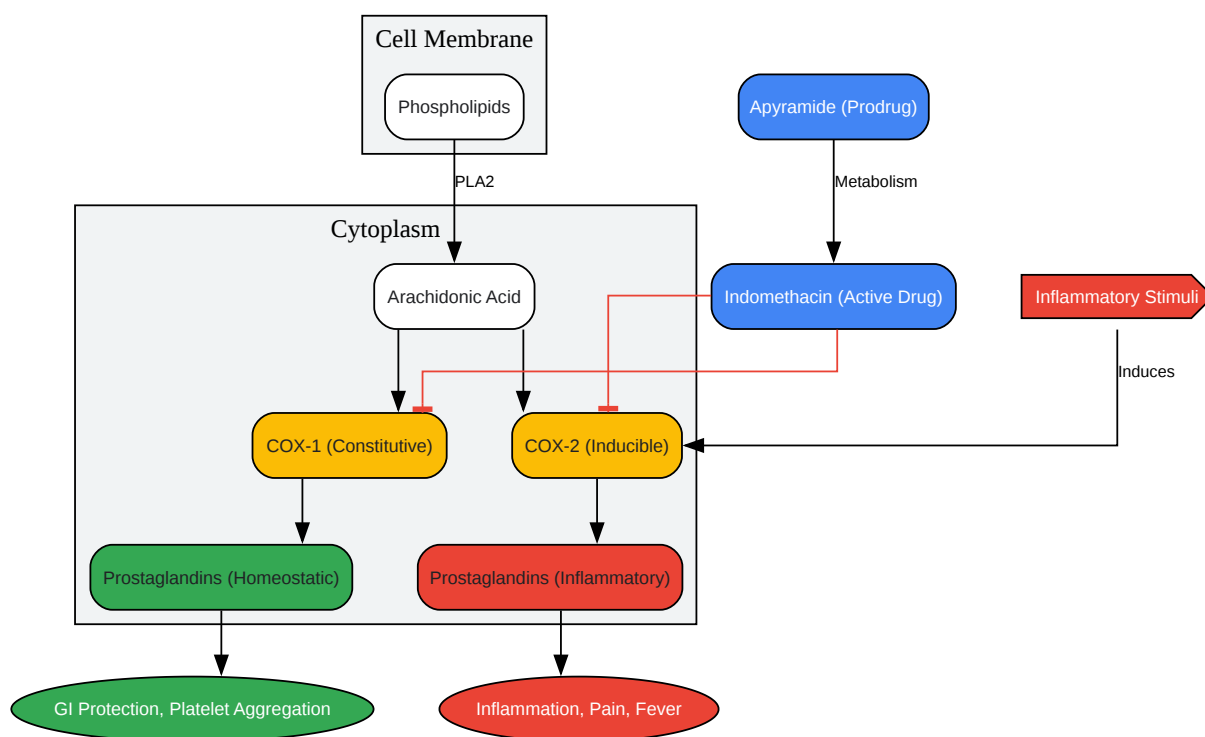 Cell Membrane
Phospholipids
Apyramide (Prodrug)
PLA2
Metabolism
Cytoplasm
Arachidonic Acid
Indomethacin (Active Drug)
Inflammatory Stimuli
Induces
COX-1 (Constitutive)
COX-2 (Inducible)
Prostaglandins (Homeostatic)
Prostaglandins (Inflammatory)
GI Protection, Platelet Aggregation
Inflammation, Pain, Fever